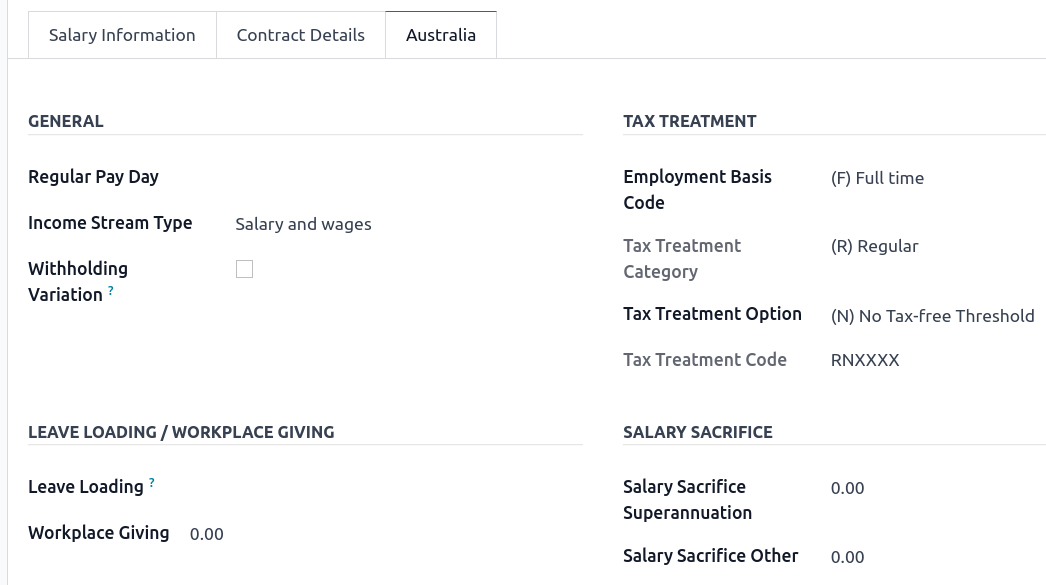 Salary Information
Contract Details
Australia
GENERAL
Regular Pay Day
Income Stream Type
Salary and wages
Withholding
Variation ?
TAX TREATMENT
Employment Basis
Code
(F) Full time
Tax Treatment
Category
(R) Regular
Tax Treatment Option
(N) No Tax-free Threshold
Tax Treatment Code
RNXXXX
LEAVE LOADING / WORKPLACE GIVING
Leave Loading ?
Workplace Giving
0.00
SALARY SACRIFICE
Salary Sacrifice
Superannuation
0.00
Salary Sacrifice Other
0.00